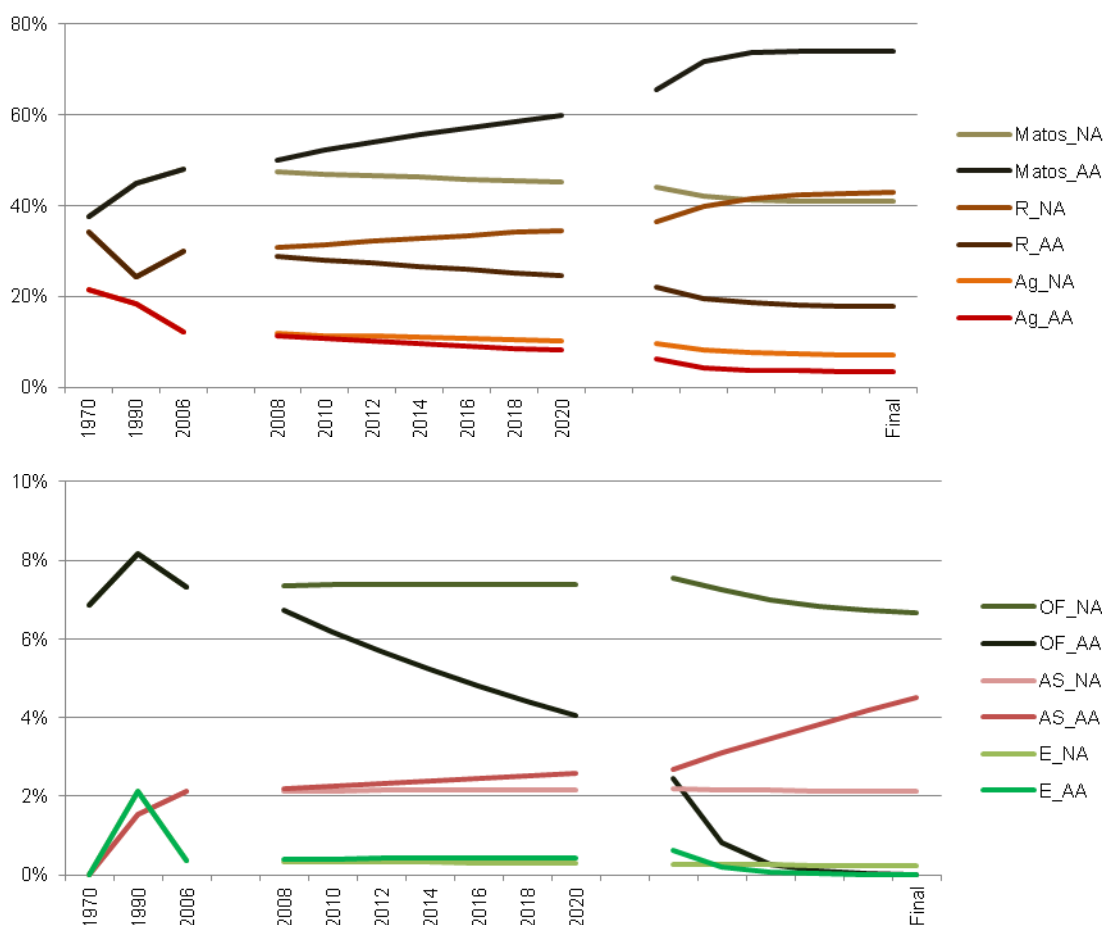 80%
60%
40%
20%
0%
1970
1990
2006
2008
2010
2012
2014
2016
2018
2020
Final
Matos_NA
Matos_AA
R_NA
R_AA
Ag_NA
Ag_AA
10%
8%
6%
4%
2%
0%
1970
1990
2006
2008
2010
2012
2014
2016
2018
2020
Final
OF_NA
OF_AA
AS_NA
AS_AA
E_NA
E_AA